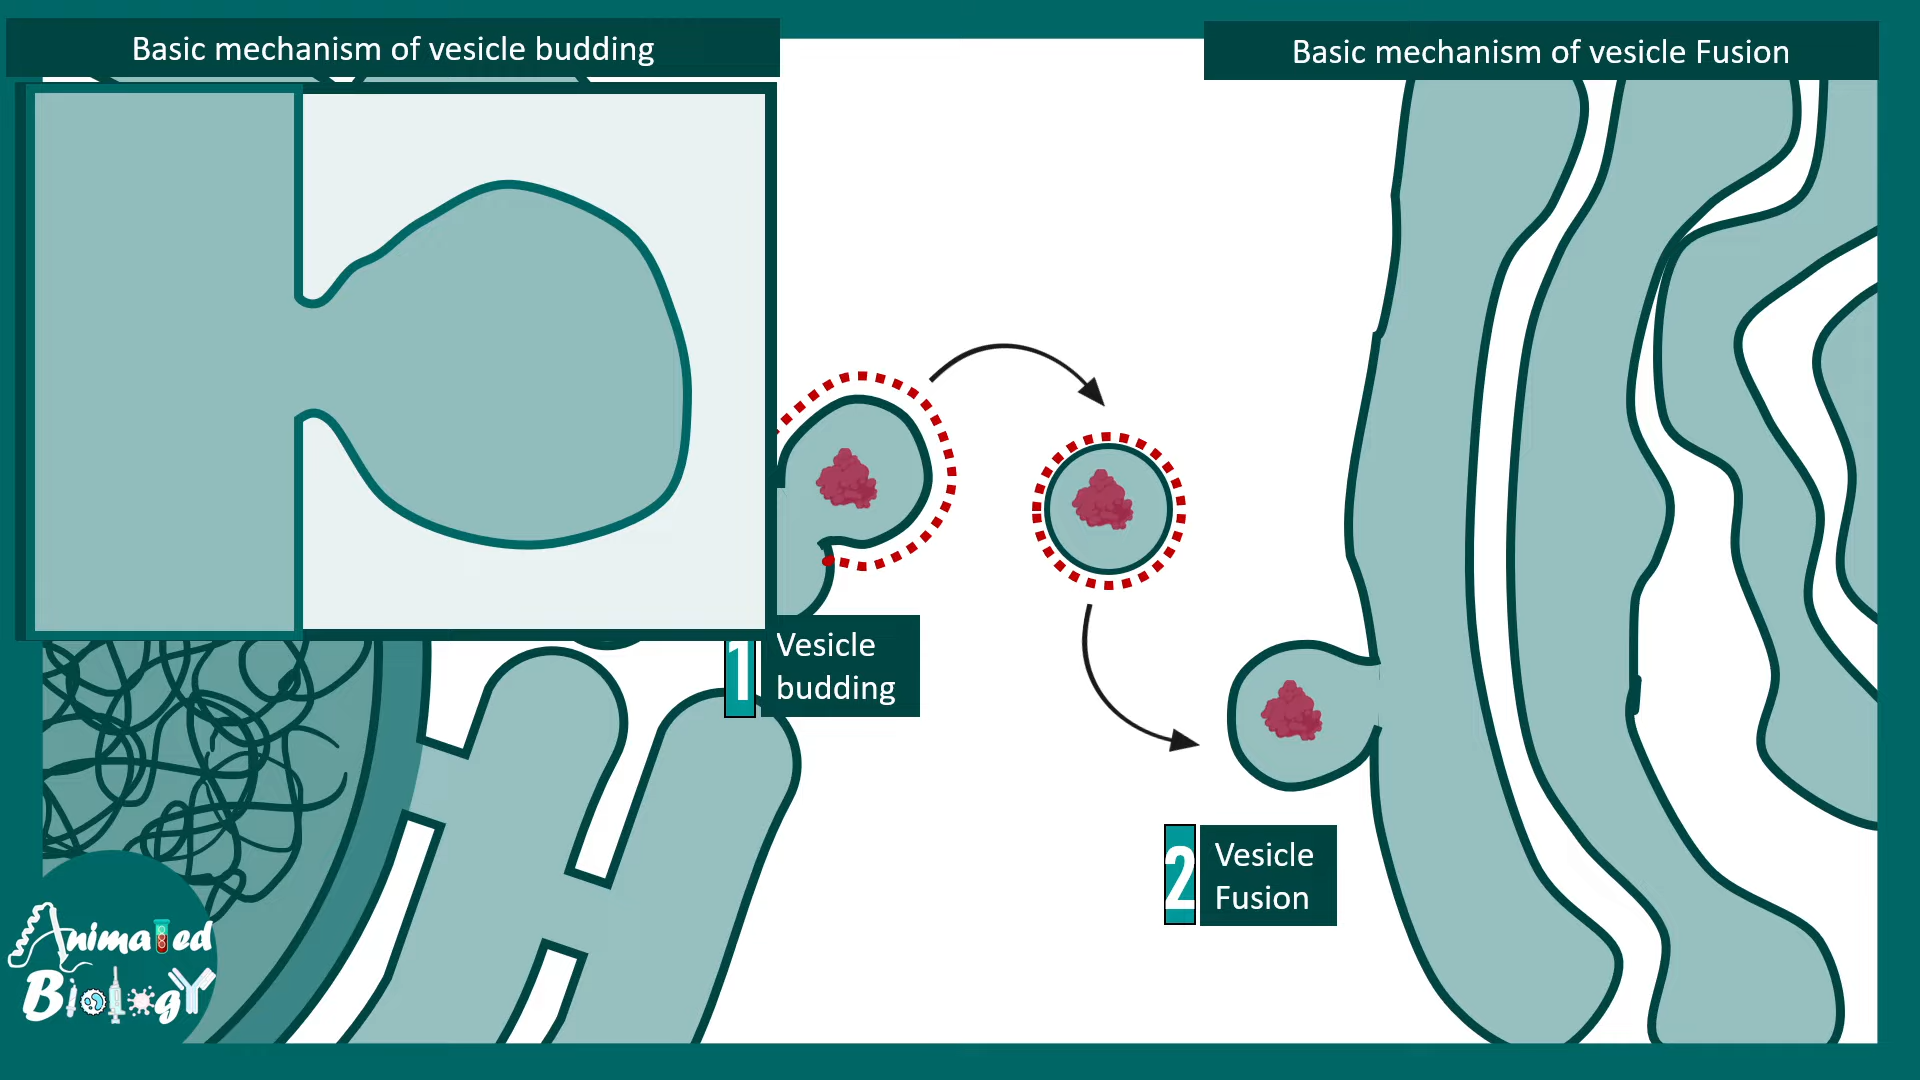 Basic mechanism of vesicle budding
Basic mechanism of vesicle Fusion
1
Vesicle
budding
2
Vesicle
Fusion
Animated
Biology